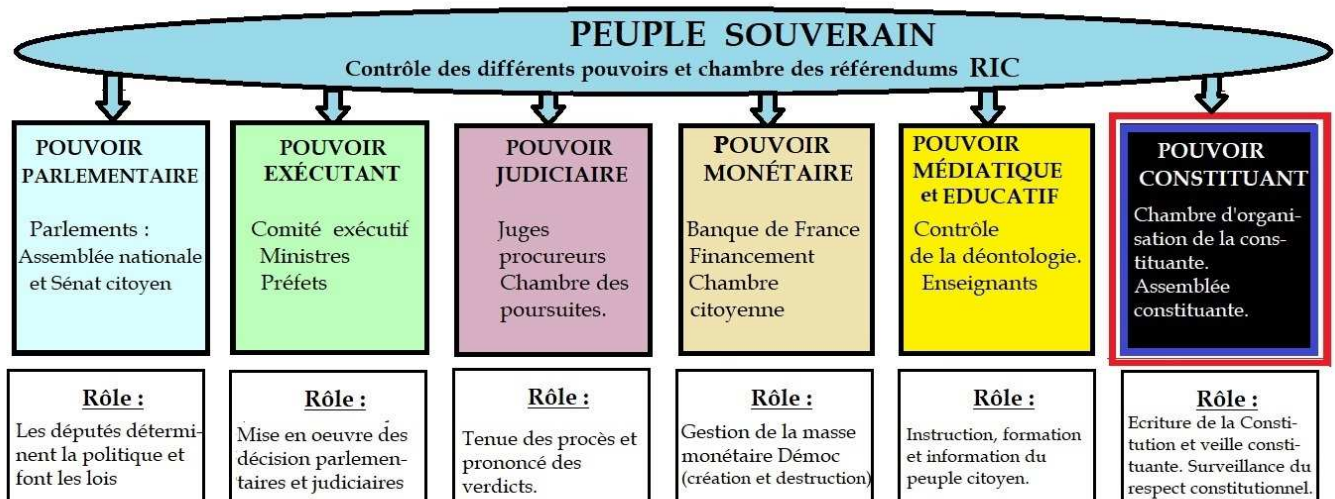 PEUPLE SOUVERAIN
Contrôle des différents pouvoirs et chambre des référendums RIC
POUVOIR
PARLEMENTAIRE
Parlements :
Assemblée nationale
et Sénat citoyen
POUVOIR
EXÉCUTANT
Comité exécutif
Ministres
Préfets
POUVOIR
JUDICIAIRE
Juges
procureurs
Chambre des
poursuites.
POUVOIR
MONÉTAIRE
Banque de France
Financement
Chambre
citoyenne
POUVOIR
MÉDIATIQUE
et EDUCATIF
Contrôle
de la déontologie.
Enseignants
POUVOIR
CONSTITUANT
Chambre d'organi-
sation de la cons-
tituante.
Assemblée
constituante.
Rôle :
Les députés détermi-
nent la politique et
font les lois
Rôle :
Mise en oeuvre des
décision parlemen-
taires et judiciaires
Rôle :
Tenue des procès et
prononcé des
verdicts.
Rôle :
Gestion de la masse
monétaire Démoc
(création et destruction)
Rôle :
Instruction, formation
et information du
peuple citoyen.
Rôle :
Ecriture de la Consti-
tution et veille consti-
tuante. Surveillance du
respect constitutionnel.